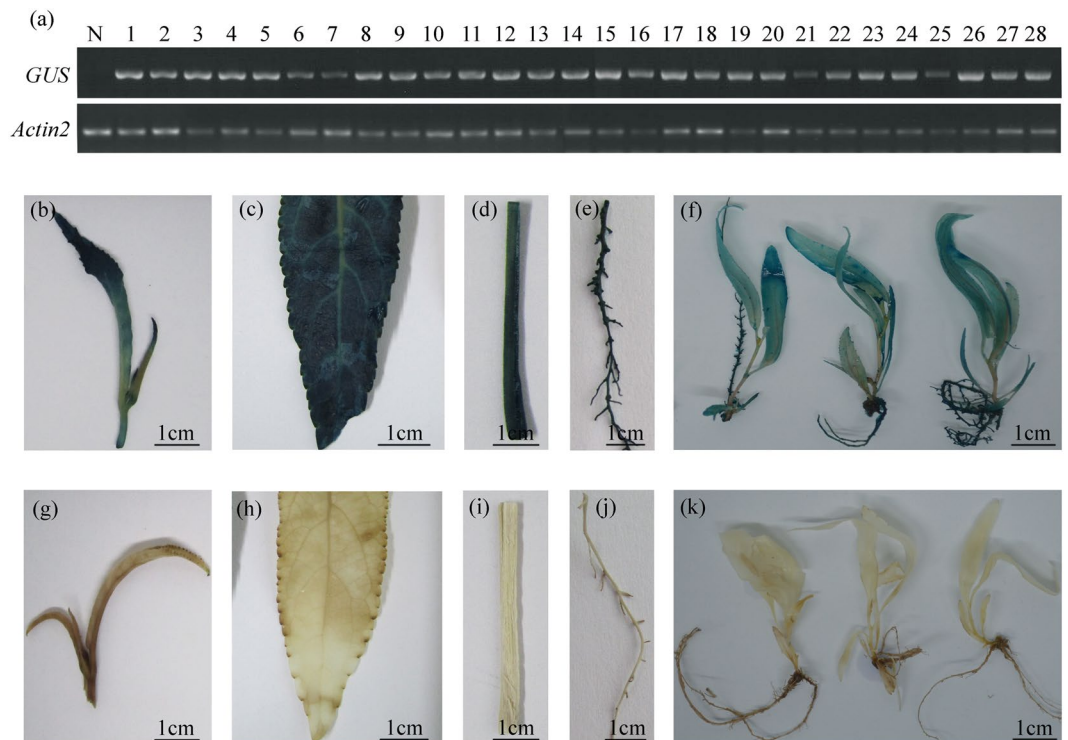 (a)
N 1 2 3 4 5 6 7 8 9 10 11 12 13 14 15 16 17 18 19 20 21 22 23 24 25 26 27 28
GUS
Actin2
(b) (c) (d) (e) (f)
1cm 1cm 1cm 1cm 1cm
(g) (h) (i) (j) (k)
1cm 1cm 1cm 1cm 1cm